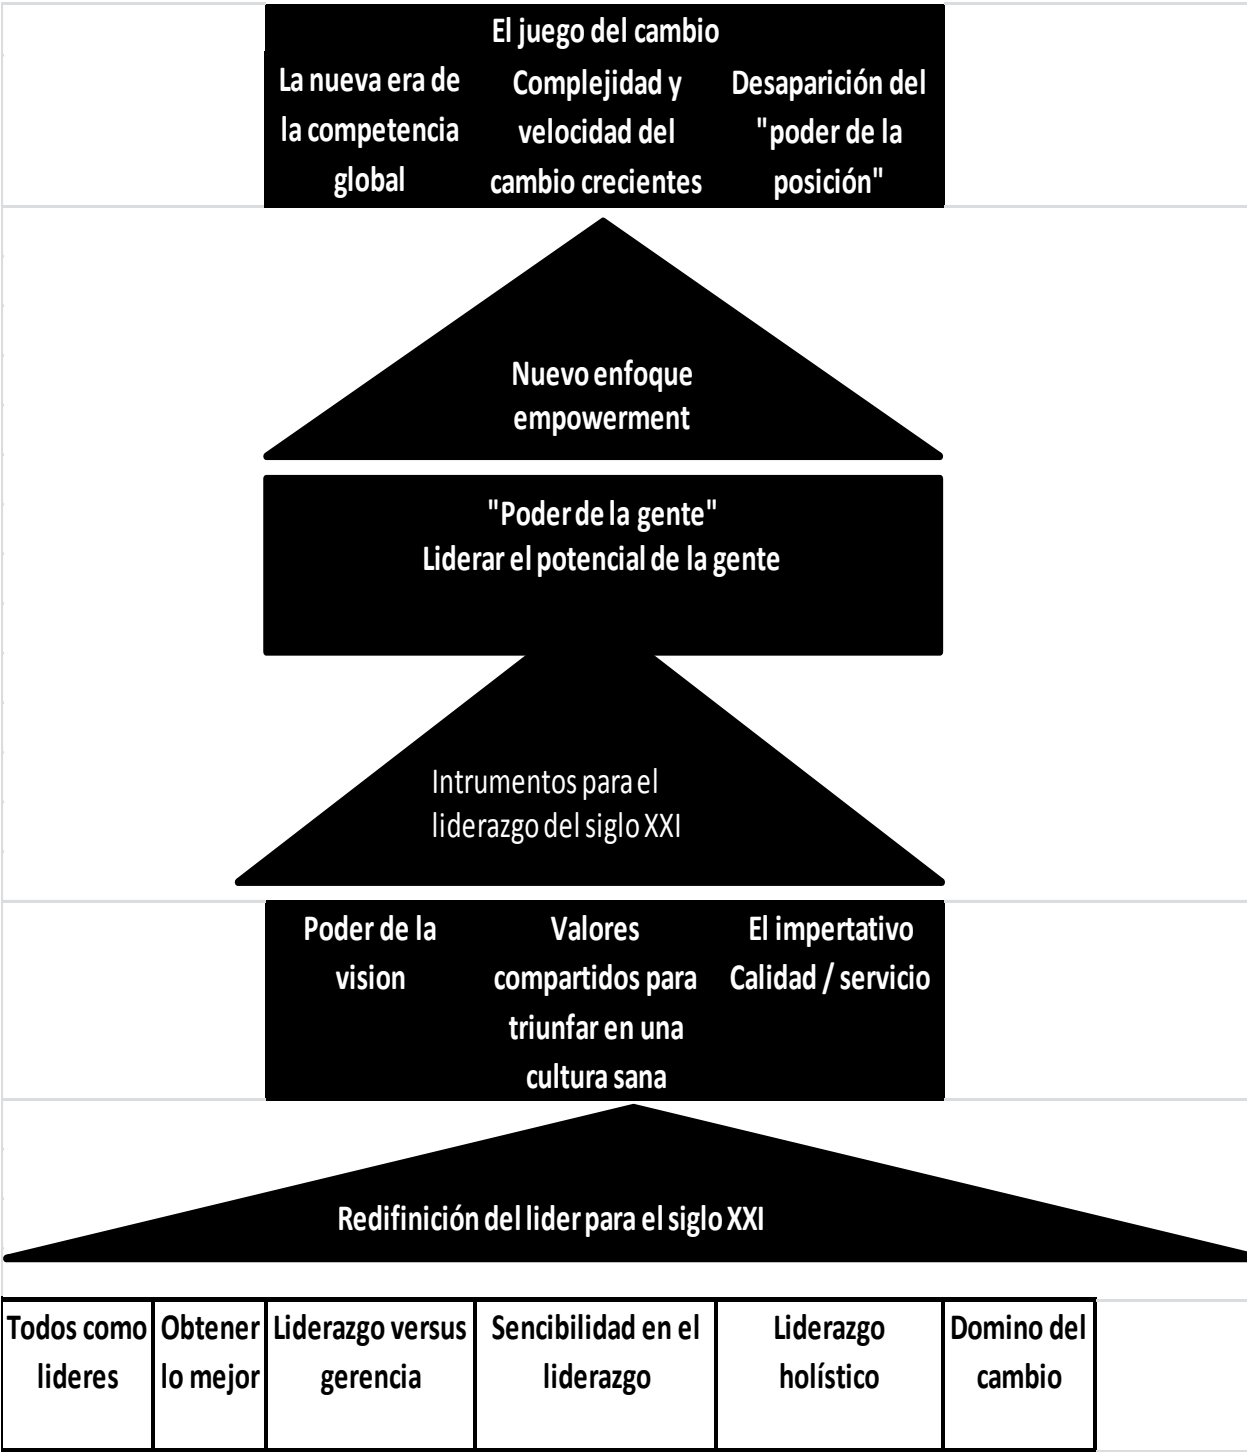 El juego del cambio
La nueva era de
la competencia
global
Complejidad y
velocidad del
cambio crecientes
Desaparición del
"poder de la
posición"
Nuevo enfoque
empowerment
"Poder de la gente"
Liderar el potencial de la gente
Intrumentos para el
liderazgo del siglo XXI
Poder de la
vision
Valores
compartidos para
triunfar en una
cultura sana
El impertativo
Calidad / servicio
Redifinición del lider para el siglo XXI
Todos como
lideres
Obtener
lo mejor
Liderazgo versus
gerencia
Sencibilidad en el
liderazgo
Liderazgo
holístico
Domino del
cambio